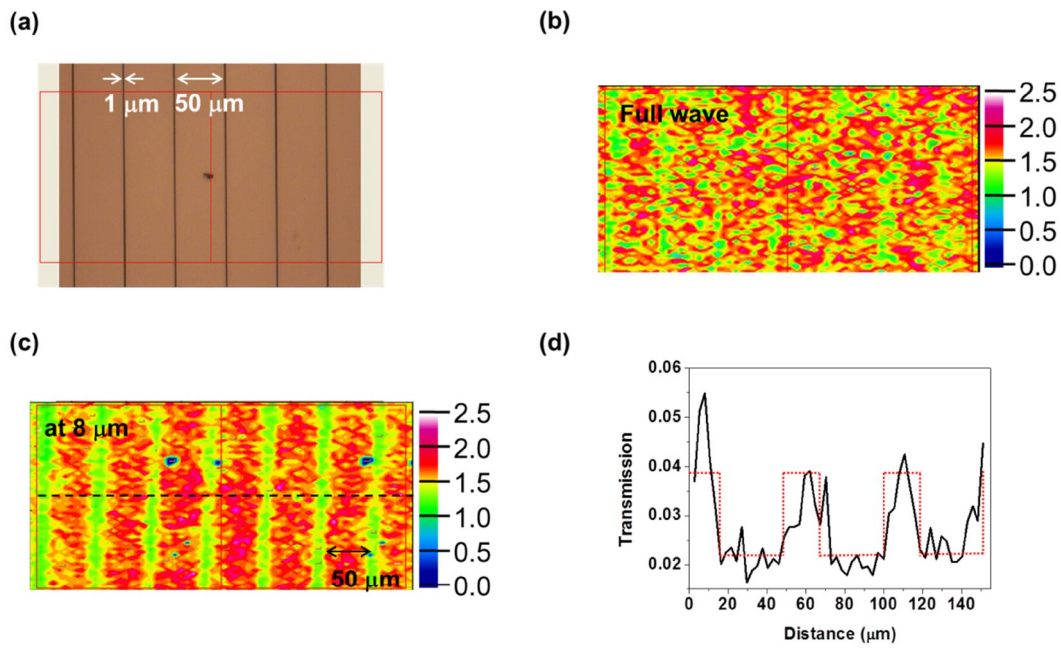 (a)
1 μm
50 μm
(b)
Full wave
2.5
2.0
1.5
1.0
0.5
0.0
(c)
at 8 μm
50 μm
2.5
2.0
1.5
1.0
0.5
0.0
(d)
0.06
0.05
0.04
0.03
0.02
Transmission
0 20 40 60 80 100 120 140
Distance (μm)